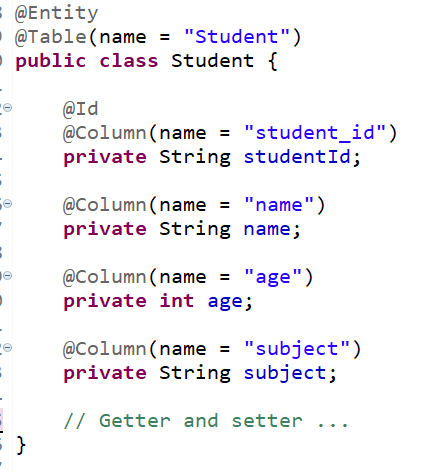 @Entity
@Table(name = "Student")
public class Student {
@Id
@Column(name = "student_id")
private String studentId;
@Column(name = "name")
private String name;
@Column(name = "age")
private int age;
@Column(name = "subject")
private String subject;
// Getter and setter ...
}